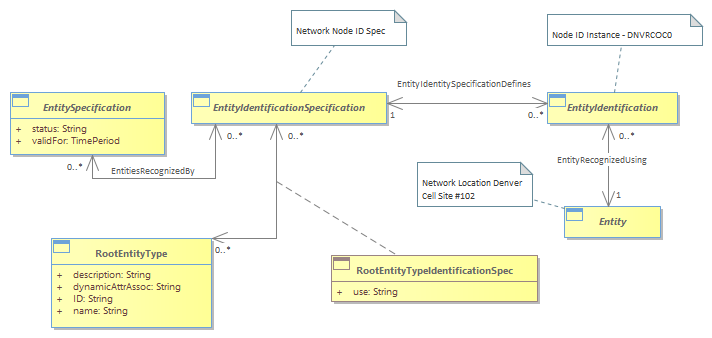 Network Node ID Spec
Node ID Instance - DNVRCOC0
EntityIdentitySpecificationDefines
EntitySpecification
+ status: String
+ validFor: TimePeriod
EntityIdentificationSpecification
EntityIdentification
1
0..*
0..*
0..*
0..*
0..*
EntitiesRecognizedBy
EntityRecognizedUsing
Network Location Denver
Cell Site #102
1
Entity
0..*
RootEntityType
+ description: String
+ dynamicAttrAssoc: String
+ ID: String
+ name: String
RootEntityTypeIdentificationSpec
+ use: String